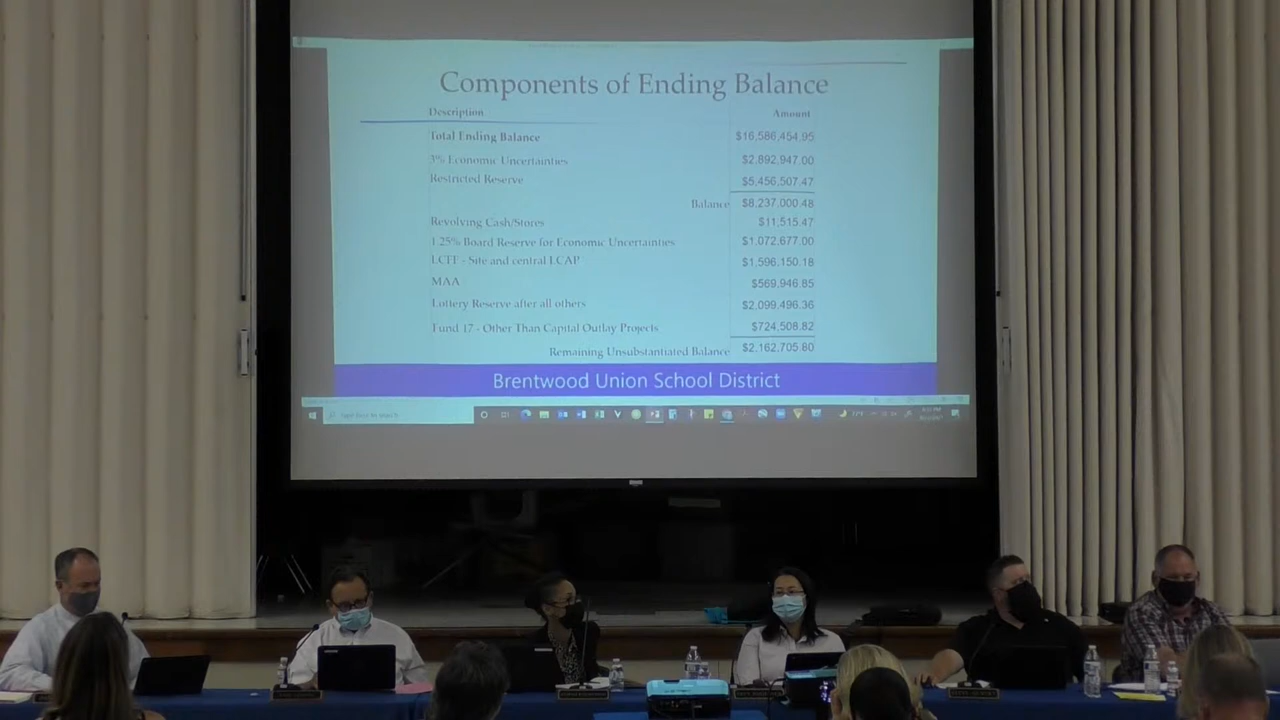 Components of Ending Balance
Description Amount
Total Ending Balance $16,586,454.95
3% Economic Uncertainties $2,892,947.00
Restricted Reserve $5,456,507.47
Balance $8,237,000.48
Revolving Cash/Stores $11,515.47
1.25% Board Reserve for Economic Uncertainties $1,072,677.00
LCFF - Site and central LCAP $1,596,150.18
MAA $569,946.85
Lottery Reserve after all others $2,099,496.36
Fund 17 - Other Than Capital Outlay Projects $724,508.82
Remaining Unsubstantiated Balance $2,162,705.80
Brentwood Union School District